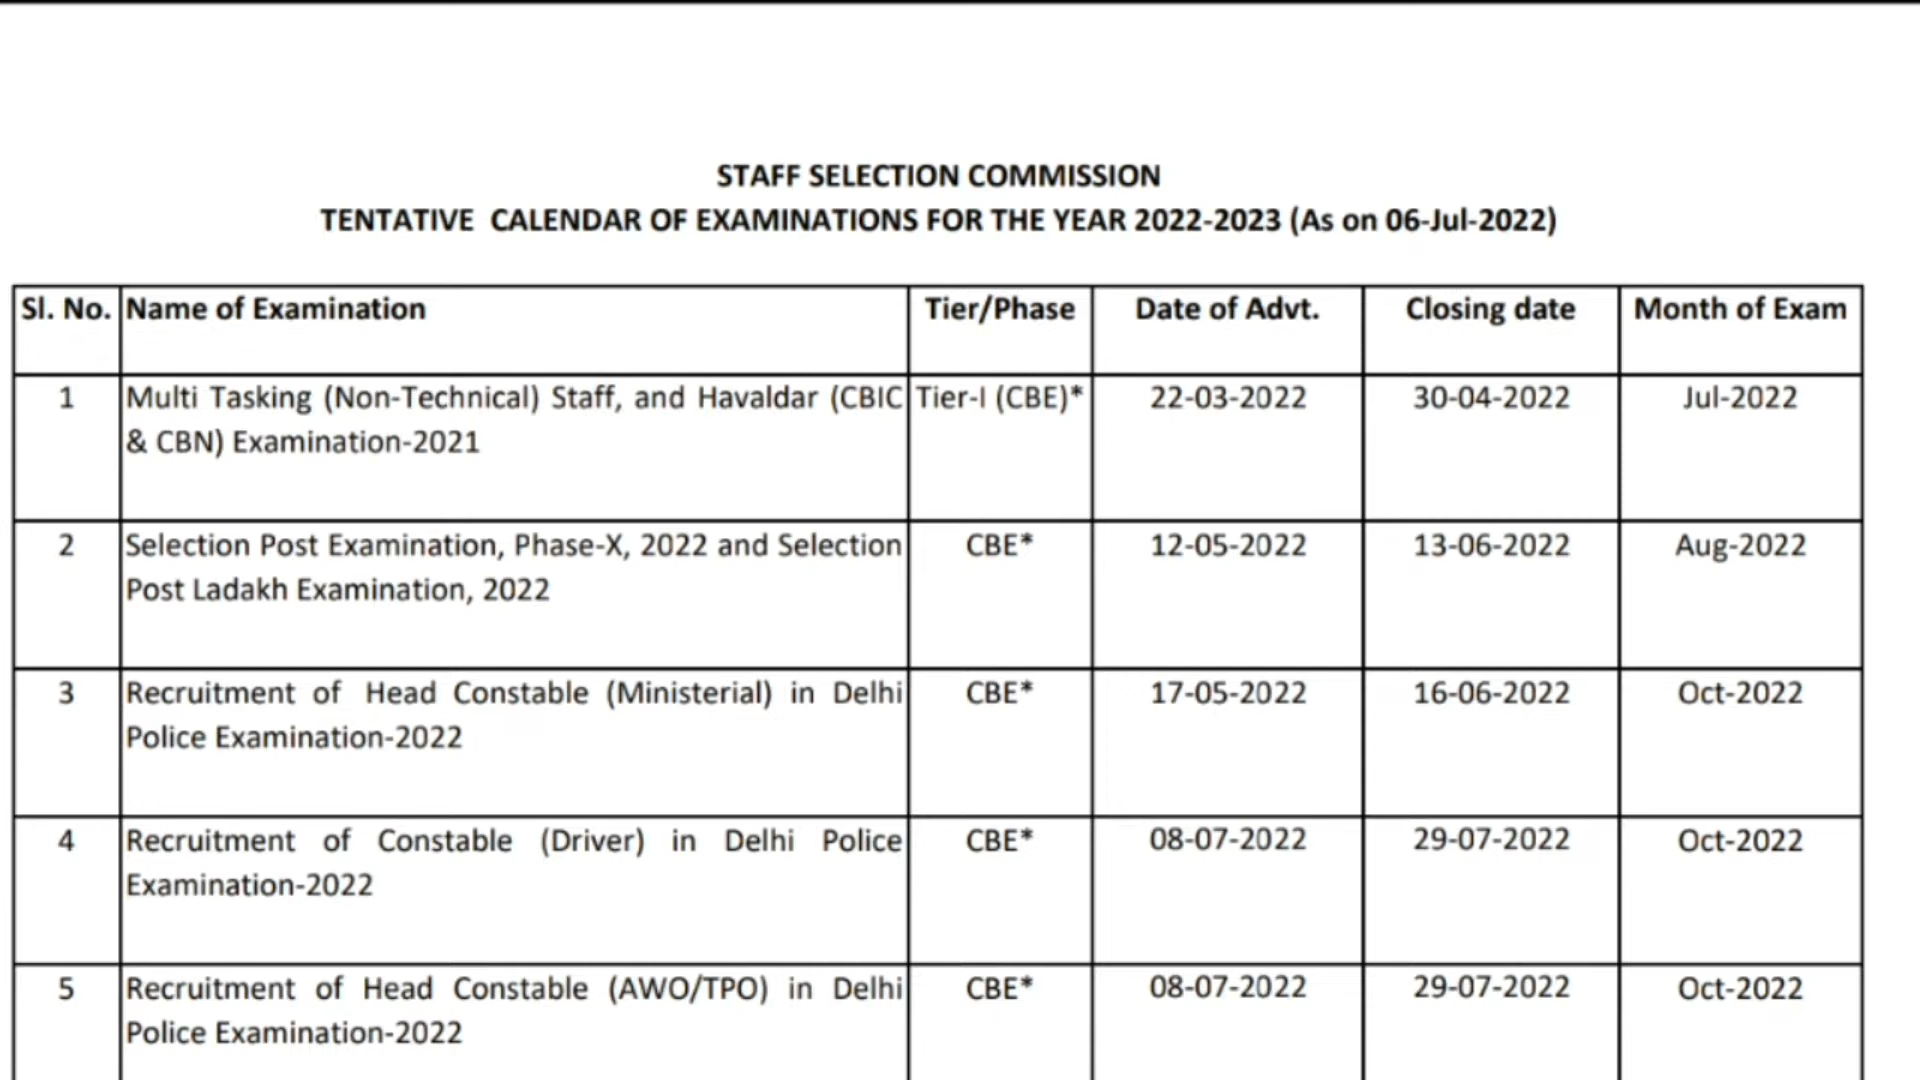 STAFF SELECTION COMMISSION
TENTATIVE CALENDAR OF EXAMINATIONS FOR THE YEAR 2022-2023 (As on 06-Jul-2022)
Sl. No. Name of Examination Tier/Phase Date of Advt. Closing date Month of Exam
1 Multi Tasking (Non-Technical) Staff, and Havaldar (CBIC Tier-I (CBE)* 22-03-2022 30-04-2022 Jul-2022
& CBN) Examination-2021
2 Selection Post Examination, Phase-X, 2022 and Selection CBE* 12-05-2022 13-06-2022 Aug-2022
Post Ladakh Examination, 2022
3 Recruitment of Head Constable (Ministerial) in Delhi CBE* 17-05-2022 16-06-2022 Oct-2022
Police Examination-2022
4 Recruitment of Constable (Driver) in Delhi Police CBE* 08-07-2022 29-07-2022 Oct-2022
Examination-2022
5 Recruitment of Head Constable (AWO/TPO) in Delhi CBE* 08-07-2022 29-07-2022 Oct-2022
Police Examination-2022